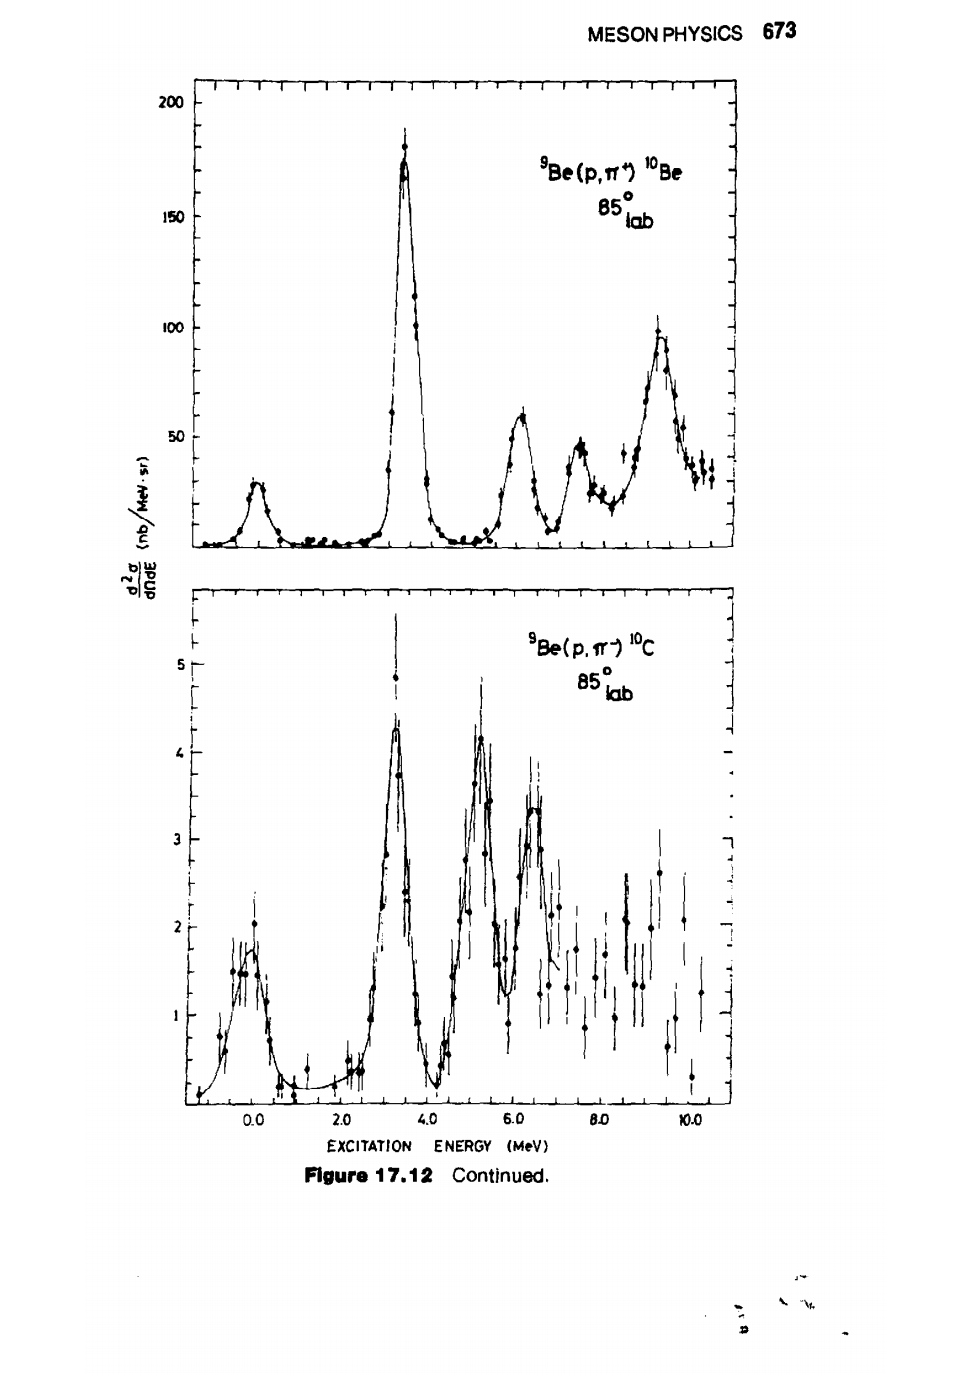 MESON PHYSICS 673
200
150
100
50
⁹Be(p,π⁺) ¹⁰Be
85°lab
d²σ/dΩdE (nb/MeV·sr)
5
4
3
2
1
⁹Be(p,π⁻) ¹⁰C
85°lab
0.0 2.0 4.0 6.0 8.0 10.0
EXCITATION ENERGY (MeV)
Figure 17.12 Continued.